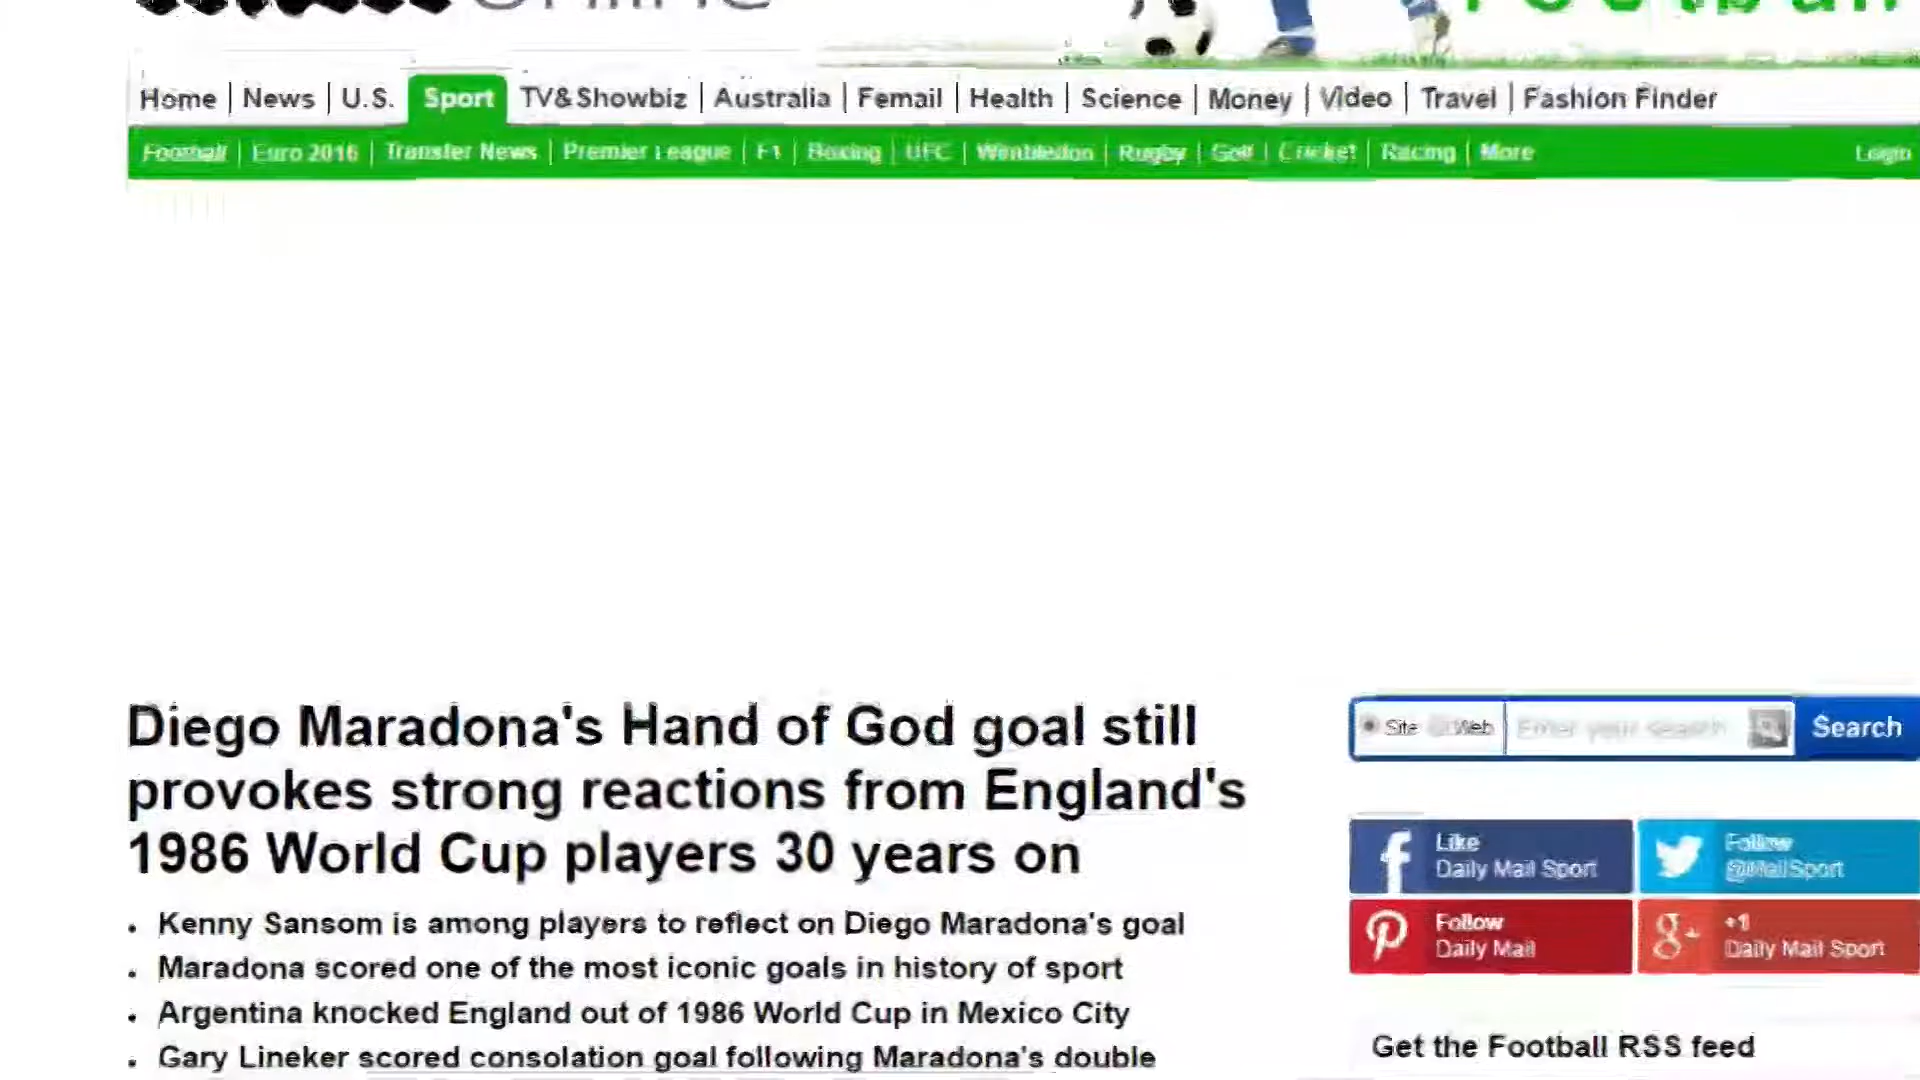 Home News U.S. Sport TV&Showbiz Australia Femail Health Science Money Video Travel Fashion Finder
Football Euro 2016 Transfer News Premier League F1 Boxing UFC Wimbledon Rugby Golf Cricket Racing More Login
Diego Maradona's Hand of God goal still
provokes strong reactions from England's
1986 World Cup players 30 years on
• Kenny Sansom is among players to reflect on Diego Maradona's goal
• Maradona scored one of the most iconic goals in history of sport
• Argentina knocked England out of 1986 World Cup in Mexico City
• Gary Lineker scored consolation goal following Maradona's double
Site Web Enter your search Search
Like
Daily Mail Sport
Follow
@MailSport
Follow
Daily Mail
+1
Daily Mail Sport
Get the Football RSS feed